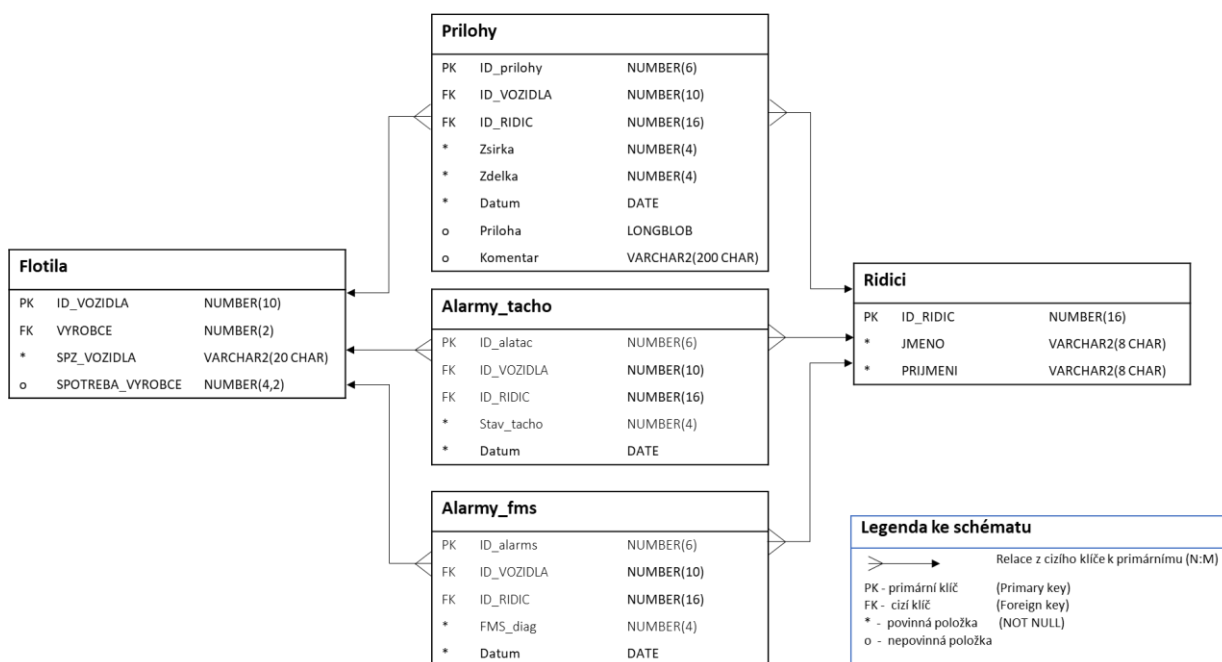 Prilohy
PK ID_prilohy NUMBER(6)
FK ID_VOZIDLA NUMBER(10)
FK ID_RIDIC NUMBER(16)
* Zsirka NUMBER(4)
* Zdelka NUMBER(4)
* Datum DATE
o Priloha LONGBLOB
o Komentar VARCHAR2(200 CHAR)
Flotila
PK ID_VOZIDLA NUMBER(10)
FK VYROBCE NUMBER(2)
* SPZ_VOZIDLA VARCHAR2(20 CHAR)
o SPOTREBA_VYROBCE NUMBER(4,2)
Alarmy_tacho
PK ID_alatac NUMBER(6)
FK ID_VOZIDLA NUMBER(10)
FK ID_RIDIC NUMBER(16)
* Stav_tacho NUMBER(4)
* Datum DATE
Ridici
PK ID_RIDIC NUMBER(16)
* JMENO VARCHAR2(8 CHAR)
* PRIJMENI VARCHAR2(8 CHAR)
Alarmy_fms
PK ID_alarms NUMBER(6)
FK ID_VOZIDLA NUMBER(10)
FK ID_RIDIC NUMBER(16)
* FMS_diag NUMBER(4)
* Datum DATE
Legenda ke schématu
Relace z cizího klíče k primárnímu (N:M)
PK - primární klíč (Primary key)
FK - cizí klíč (Foreign key)
* - povinná položka (NOT NULL)
o - nepovinná položka